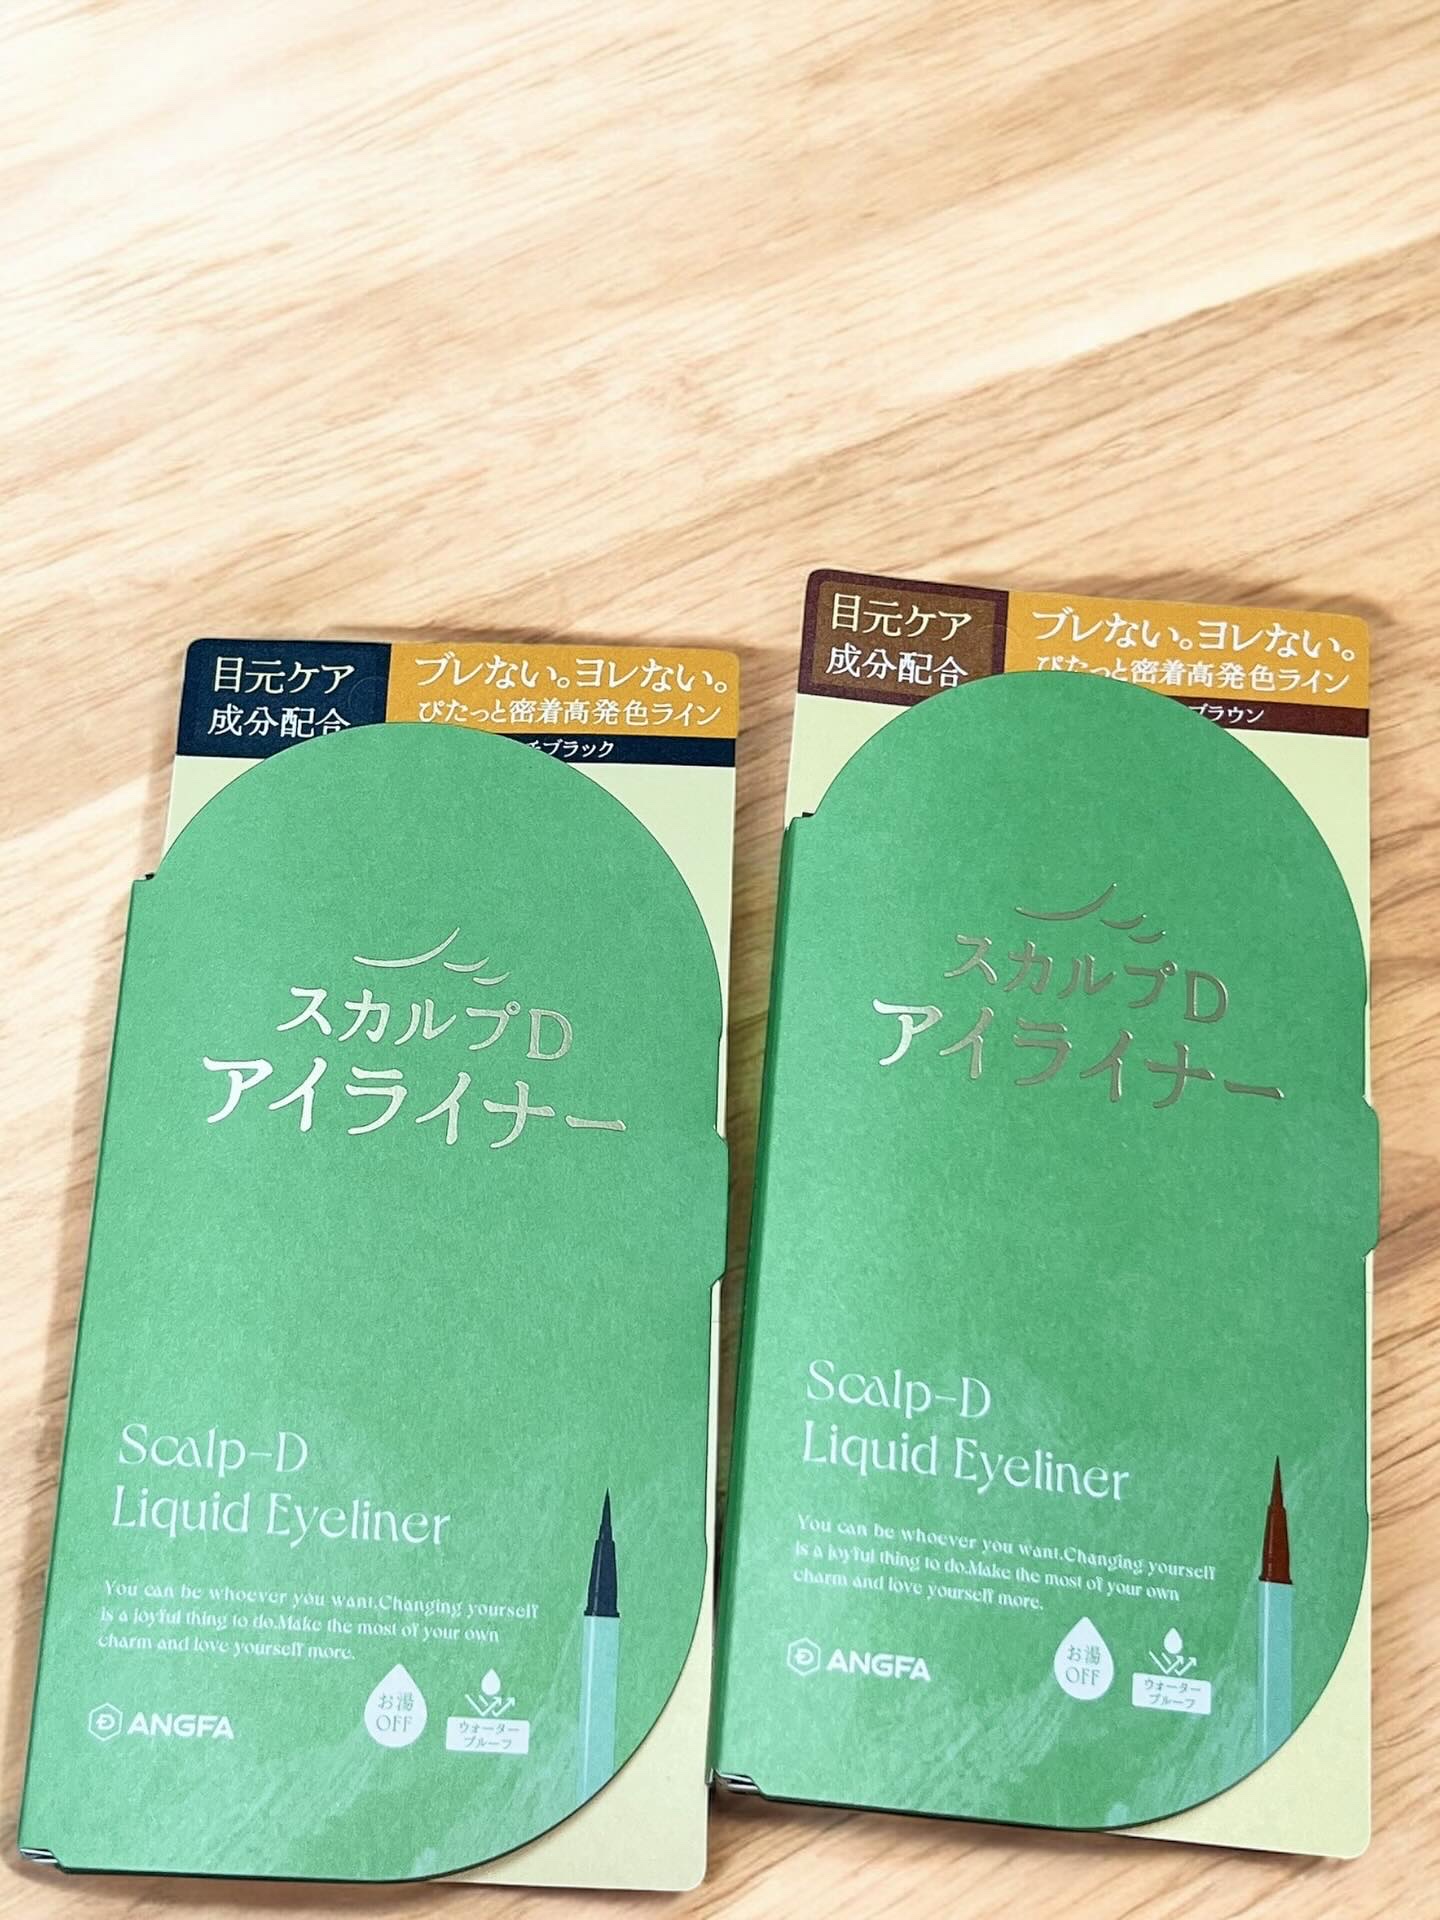 目元ケア
成分配合
ブレない。ヨレない。
ぴたっと密着高発色ライン
ブラック
スカルプD
アイライナー
Scalp-D
Liquid Eyeliner
You can be whoever you want.Changing yourself
is a joyful thing to do.Make the most of your own
charm and love yourself more.
ANGFA
お湯
OFF
ウォーター
プルーフ
目元ケア
成分配合
ブレない。ヨレない。
ぴたっと密着高発色ライン
ブラウン
スカルプD
アイライナー
Scalp-D
Liquid Eyeliner
You can be whoever you want.Changing yourself
is a joyful thing to do.Make the most of your own
charm and love yourself more.
ANGFA
お湯
OFF
ウォーター
プルーフ